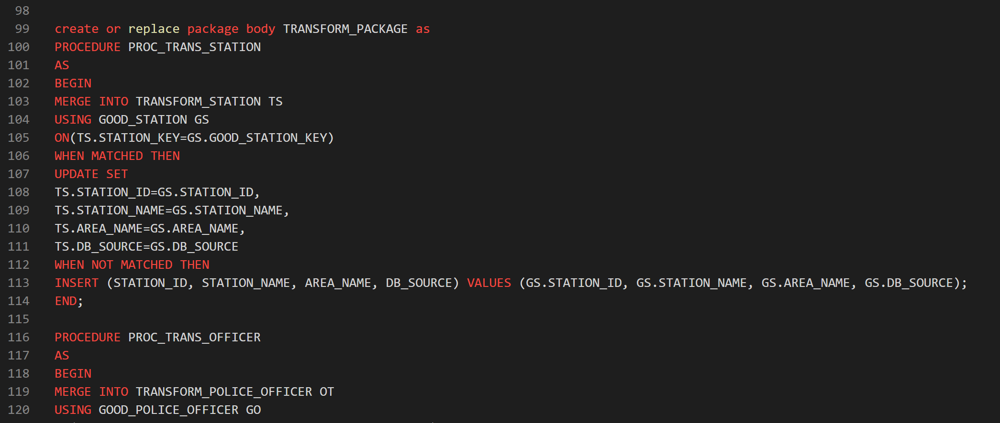 98
99 create or replace package body TRANSFORM_PACKAGE as
100 PROCEDURE PROC_TRANS_STATION
101 AS
102 BEGIN
103 MERGE INTO TRANSFORM_STATION TS
104 USING GOOD_STATION GS
105 ON(TS.STATION_KEY=GS.GOOD_STATION_KEY)
106 WHEN MATCHED THEN
107 UPDATE SET
108 TS.STATION_ID=GS.STATION_ID,
109 TS.STATION_NAME=GS.STATION_NAME,
110 TS.AREA_NAME=GS.AREA_NAME,
111 TS.DB_SOURCE=GS.DB_SOURCE
112 WHEN NOT MATCHED THEN
113 INSERT (STATION_ID, STATION_NAME, AREA_NAME, DB_SOURCE) VALUES (GS.STATION_ID, GS.STATION_NAME, GS.AREA_NAME, GS.DB_SOURCE);
114 END;
115
116 PROCEDURE PROC_TRANS_OFFICER
117 AS
118 BEGIN
119 MERGE INTO TRANSFORM_POLICE_OFFICER OT
120 USING GOOD_POLICE_OFFICER GO